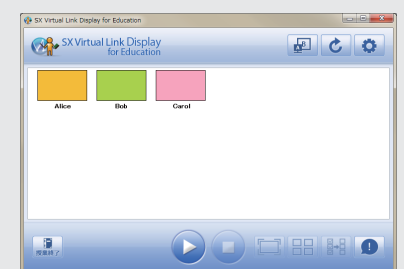 SX Virtual Link Display for Education
SX Virtual Link Display
for Education
Alice Bob Carol
授業終了